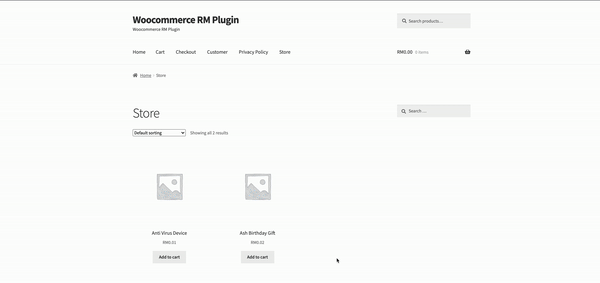 Woocommerce RM Plugin
Woocommerce RM Plugin
Search products…
Home Cart Checkout Customer Privacy Policy Store
RM0.00 0 items
Home Store
Store
Search …
Default sorting Showing all 2 results
Anti Virus Device Ash Birthday Gift
RM0.01 RM0.02
Add to cart Add to cart